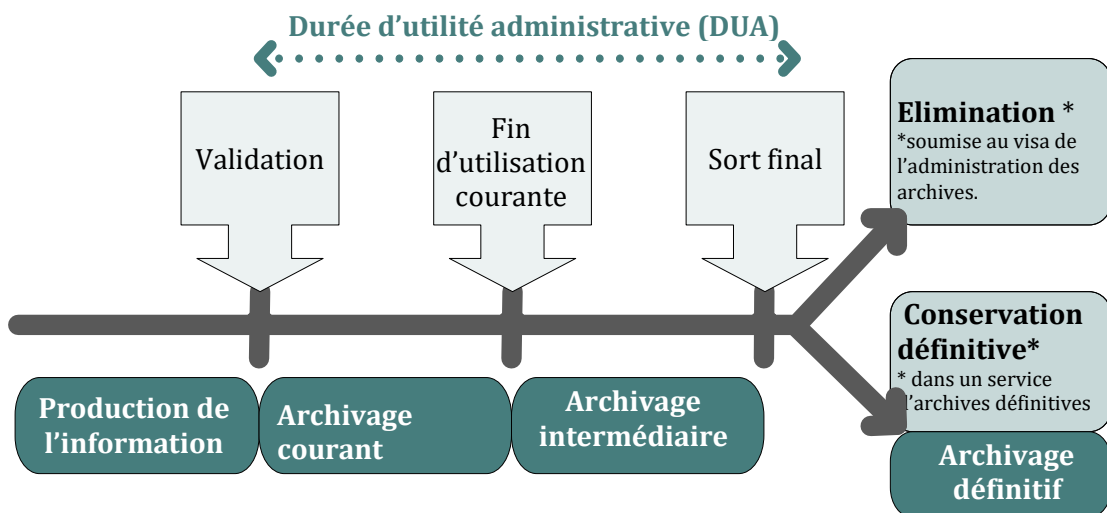 Durée d’utilité administrative (DUA)
Validation
Fin
d’utilisation
courante
Sort final
Elimination *
*soumise au visa de
l’administration des
archives.
Conservation
définitive*
* dans un service
d’archives définitives
Production de
l’information
Archivage
courant
Archivage
intermédiaire
Archivage
définitif